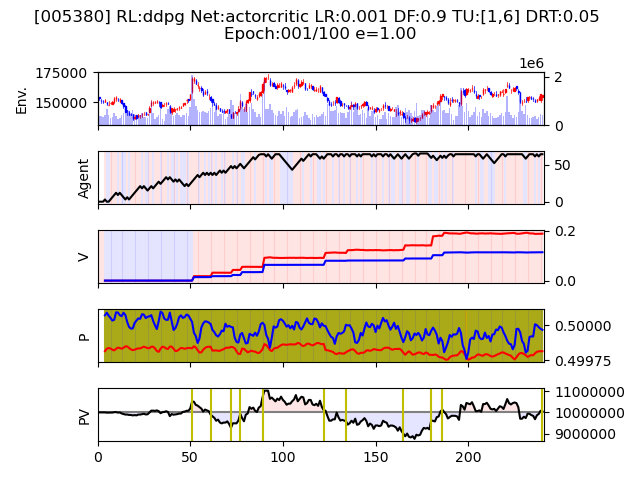 [005380] RL:ddpg Net:actorcritic LR:0.001 DF:0.9 TU:[1,6] DRT:0.05
Epoch:001/100 e=1.00
1e6
175000
150000
Env.
2
0
Agent
50
0
V
0.2
0.0
P
0.50000
0.49975
PV
11000000
10000000
9000000
0 50 100 150 200